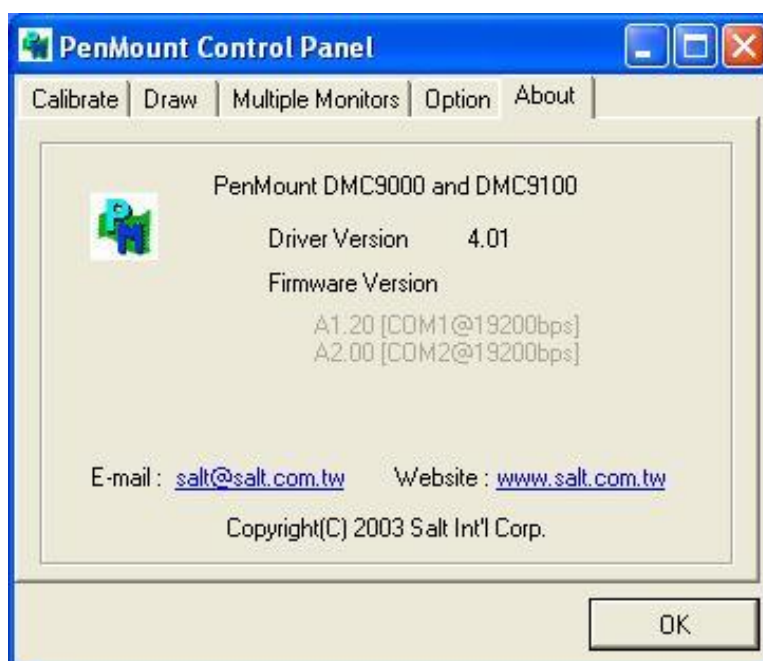 PenMount Control Panel
Calibrate Draw Multiple Monitors Option About
PM
PenMount DMC9000 and DMC9100
Driver Version 4.01
Firmware Version
A1.20 [COM1@19200bps]
A2.00 [COM2@19200bps]
E-mail : salt@salt.com.tw Website : www.salt.com.tw
Copyright(C) 2003 Salt Int'l Corp.
OK